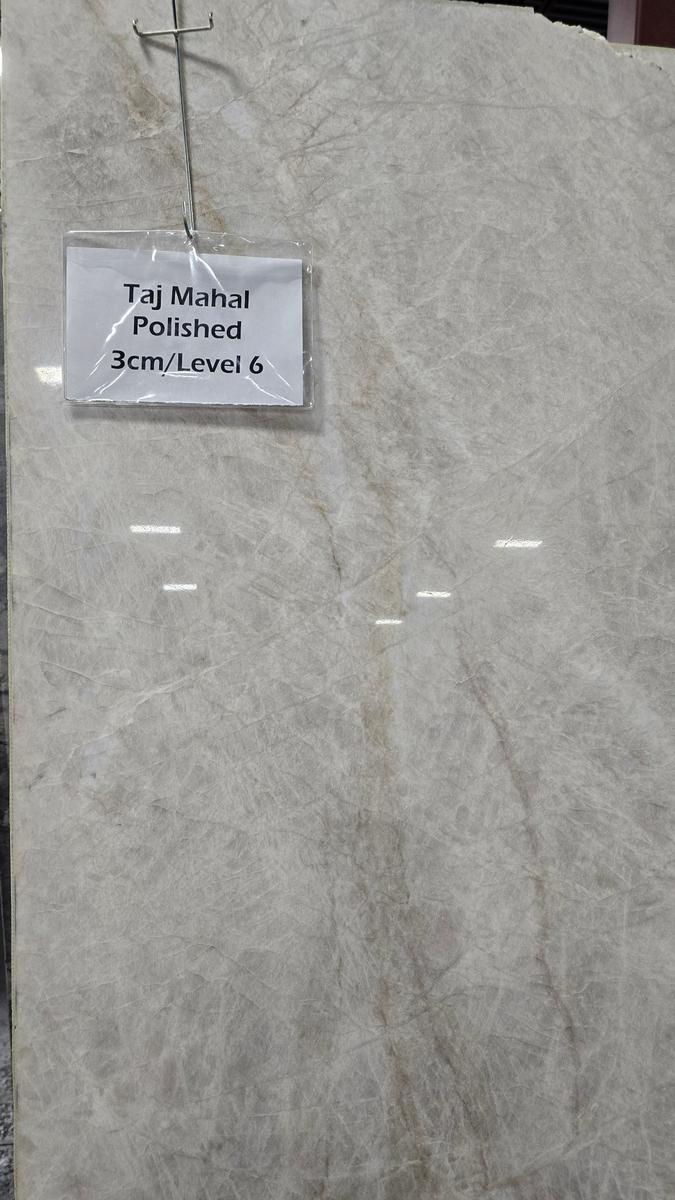 Taj Mahal
Polished
3cm/Level 6